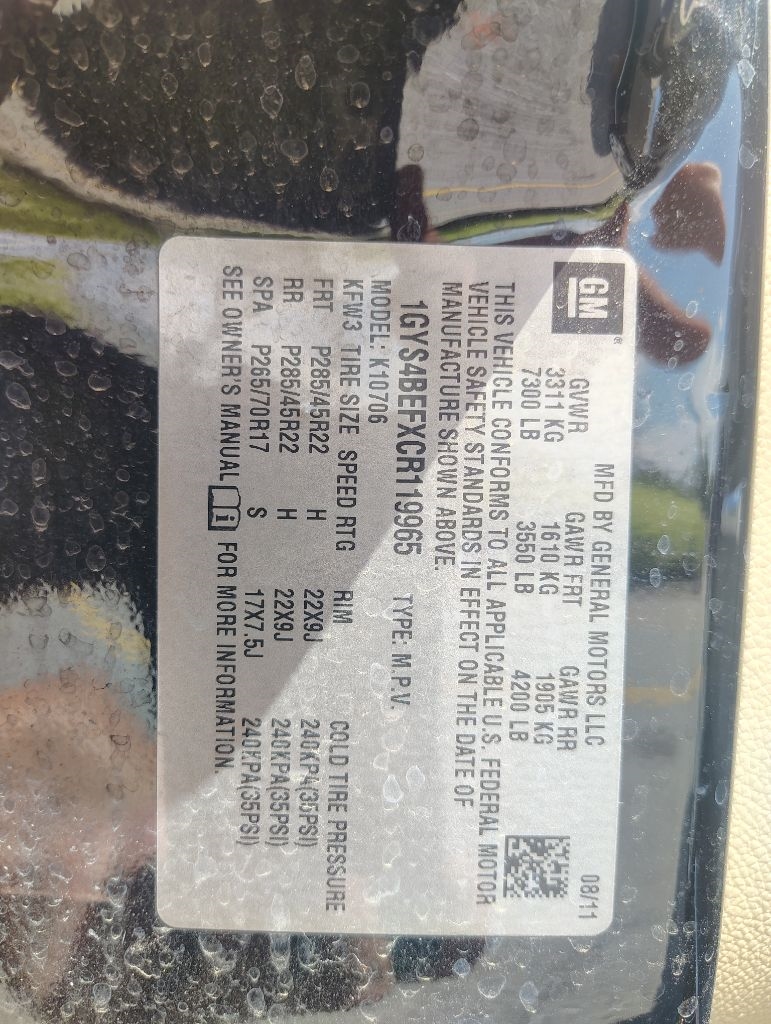 GM®
MFD BY GENERAL MOTORS LLC 08/11
GVWR GAWR FRT GAWR RR
3311 KG 1610 KG 1905 KG
7300 LB 3550 LB 4200 LB
THIS VEHICLE CONFORMS TO ALL APPLICABLE U.S. FEDERAL MOTOR
VEHICLE SAFETY STANDARDS IN EFFECT ON THE DATE OF
MANUFACTURE SHOWN ABOVE.
1GYS4BEFXCR119965 TYPE: M.P.V.
MODEL: K10706
KFW3 TIRE SIZE SPEED RTG RIM COLD TIRE PRESSURE
FRT P285/45R22 H 22X9J 240KPA(35PSI)
RR P285/45R22 H 22X9J 240KPA(35PSI)
SPA P265/70R17 S 17X7.5J 240KPA(35PSI)
SEE OWNER'S MANUAL FOR MORE INFORMATION.